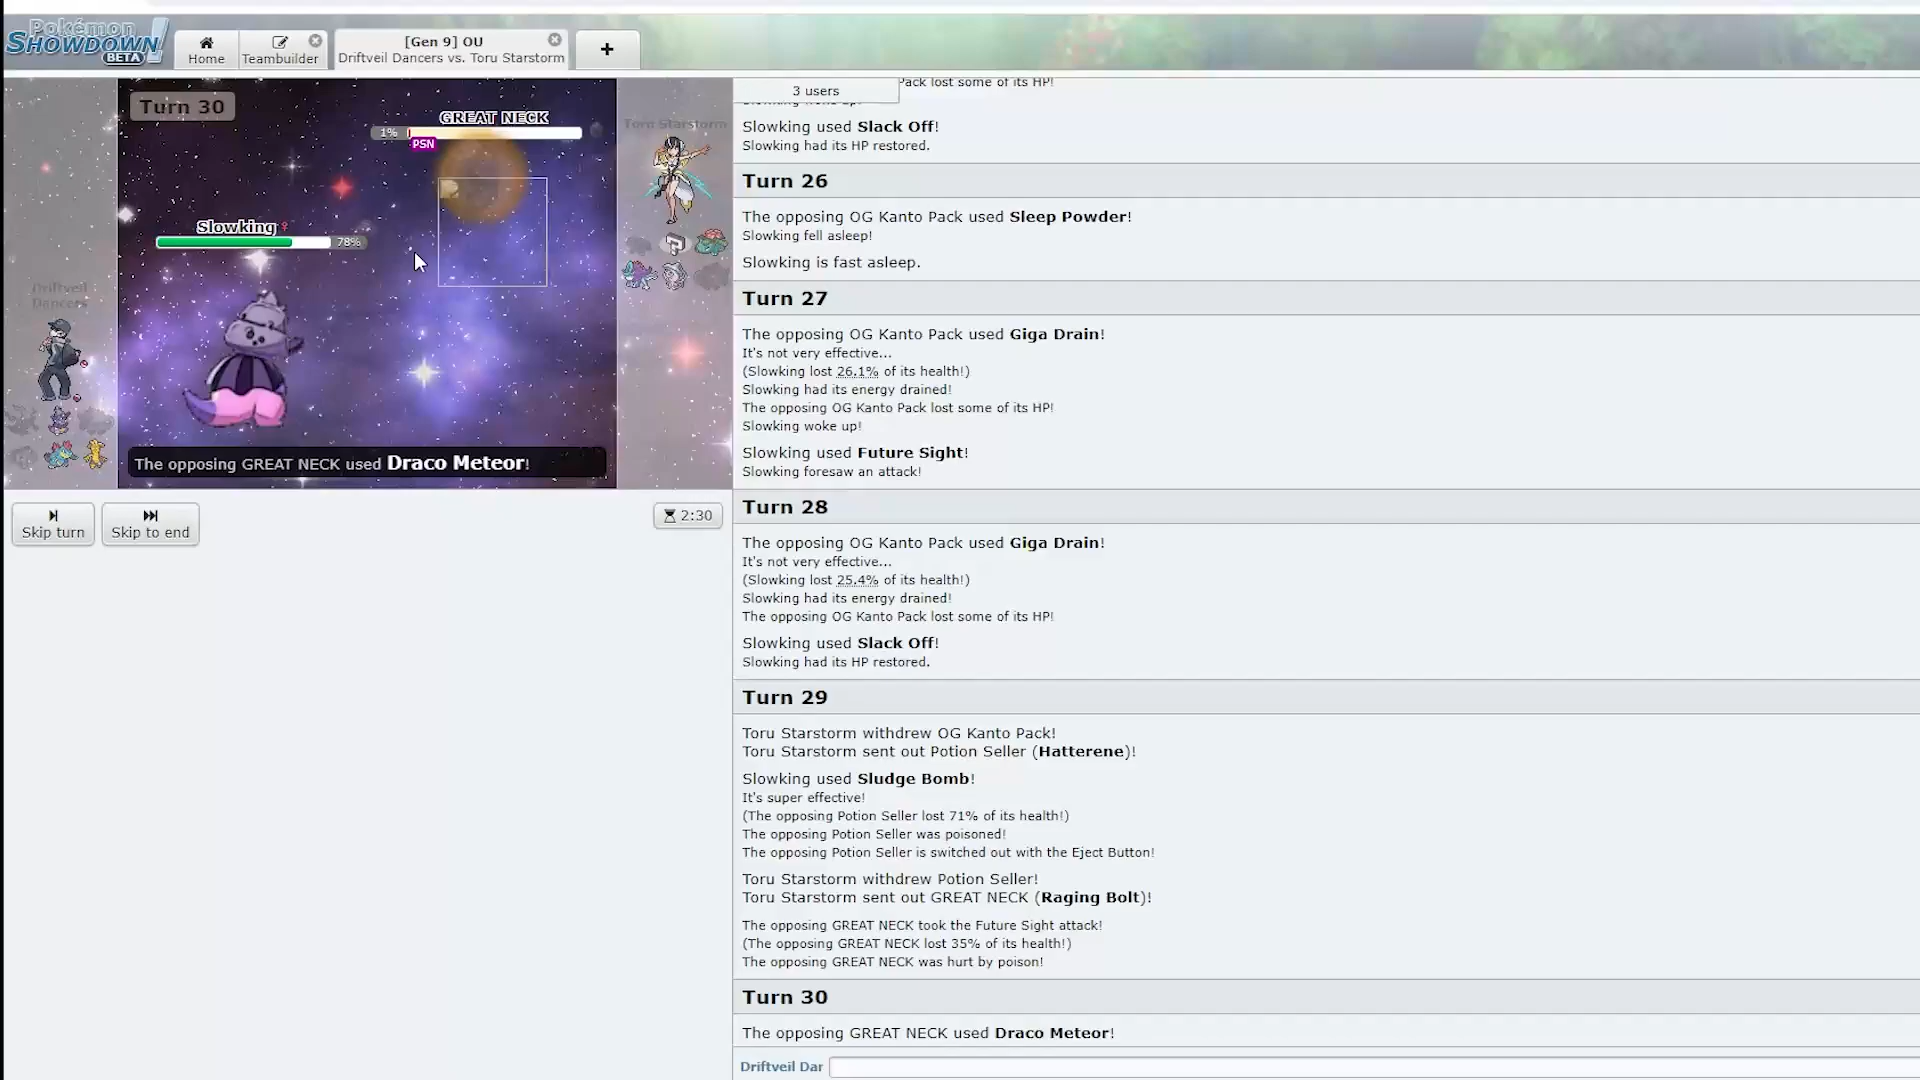 Pokémon
SHOWDOWN!
BETA
Home
Teambuilder
[Gen 9] OU
Driftveil Dancers vs. Toru Starstorm
+
Turn 30
GREAT NECK
1%
PSN
Slowking ♀
78%
Toru Starstorm
Driftveil
Dancers
The opposing GREAT NECK used Draco Meteor!
Skip turn
Skip to end
2:30
3 users
Pack lost some of its HP!
Slowking used Slack Off!
Slowking had its HP restored.
Turn 26
The opposing OG Kanto Pack used Sleep Powder!
Slowking fell asleep!
Slowking is fast asleep.
Turn 27
The opposing OG Kanto Pack used Giga Drain!
It's not very effective...
(Slowking lost 26.1% of its health!)
Slowking had its energy drained!
The opposing OG Kanto Pack lost some of its HP!
Slowking woke up!
Slowking used Future Sight!
Slowking foresaw an attack!
Turn 28
The opposing OG Kanto Pack used Giga Drain!
It's not very effective...
(Slowking lost 25.4% of its health!)
Slowking had its energy drained!
The opposing OG Kanto Pack lost some of its HP!
Slowking used Slack Off!
Slowking had its HP restored.
Turn 29
Toru Starstorm withdrew OG Kanto Pack!
Toru Starstorm sent out Potion Seller (Hatterene)!
Slowking used Sludge Bomb!
It's super effective!
(The opposing Potion Seller lost 71% of its health!)
The opposing Potion Seller was poisoned!
The opposing Potion Seller is switched out with the Eject Button!
Toru Starstorm withdrew Potion Seller!
Toru Starstorm sent out GREAT NECK (Raging Bolt)!
The opposing GREAT NECK took the Future Sight attack!
(The opposing GREAT NECK lost 35% of its health!)
The opposing GREAT NECK was hurt by poison!
Turn 30
The opposing GREAT NECK used Draco Meteor!
Driftveil Dar